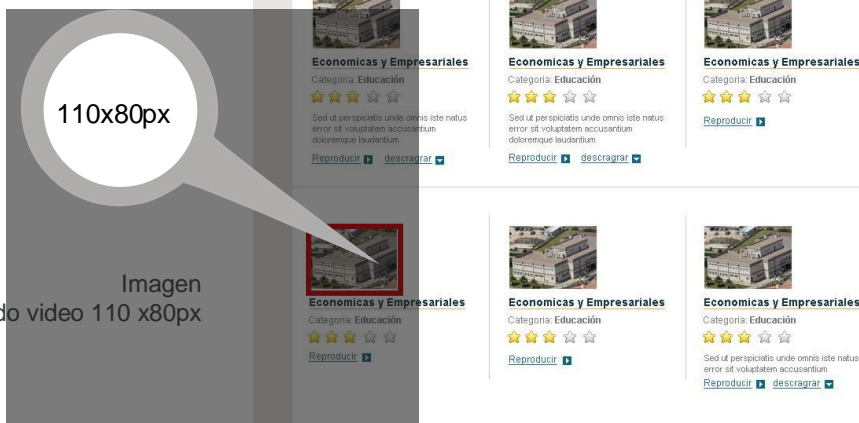 110x80px
Imagen
do video 110 x80px
Economicas y Empresariales
Categoria: Educación
Sed ut perspiciatis unde omnis iste natus
error sit voluptatem accusantium
doloremque laudantium
Reproducir descragrar
Economicas y Empresariales
Categoria: Educación
Sed ut perspiciatis unde omnis iste natus
error sit voluptatem accusantium
doloremque laudantium
Reproducir descragrar
Economicas y Empresariales
Categoria: Educación
Reproducir
Economicas y Empresariales
Categoria: Educación
Reproducir
Economicas y Empresariales
Categoria: Educación
Reproducir
Economicas y Empresariales
Categoria: Educación
Sed ut perspiciatis unde omnis iste natus
error sit voluptatem accusantium
Reproducir descragrar